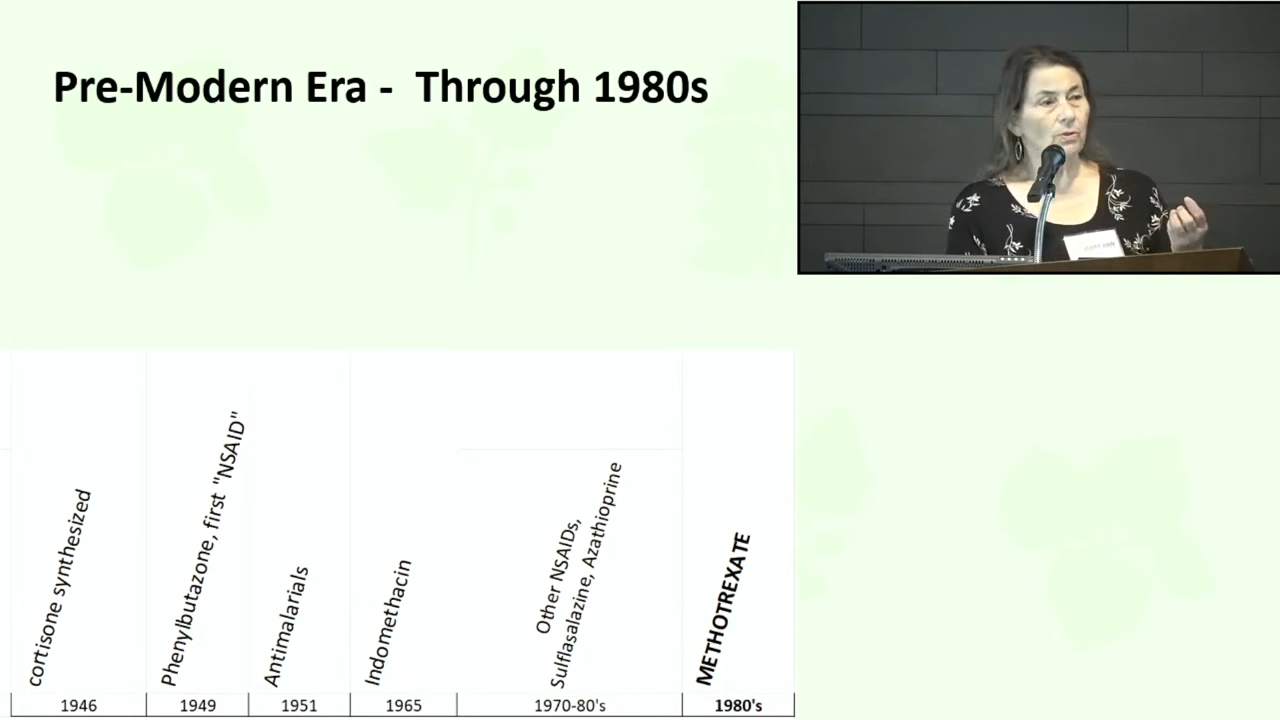 Pre-Modern Era - Through 1980s
cortisone synthesized
Phenylbutazone, first "NSAID"
Antimalarials
Indomethacin
Other NSAIDs,
Sulflasalazine, Azathioprine
METHOTREXATE
1946
1949
1951
1965
1970-80's
1980's